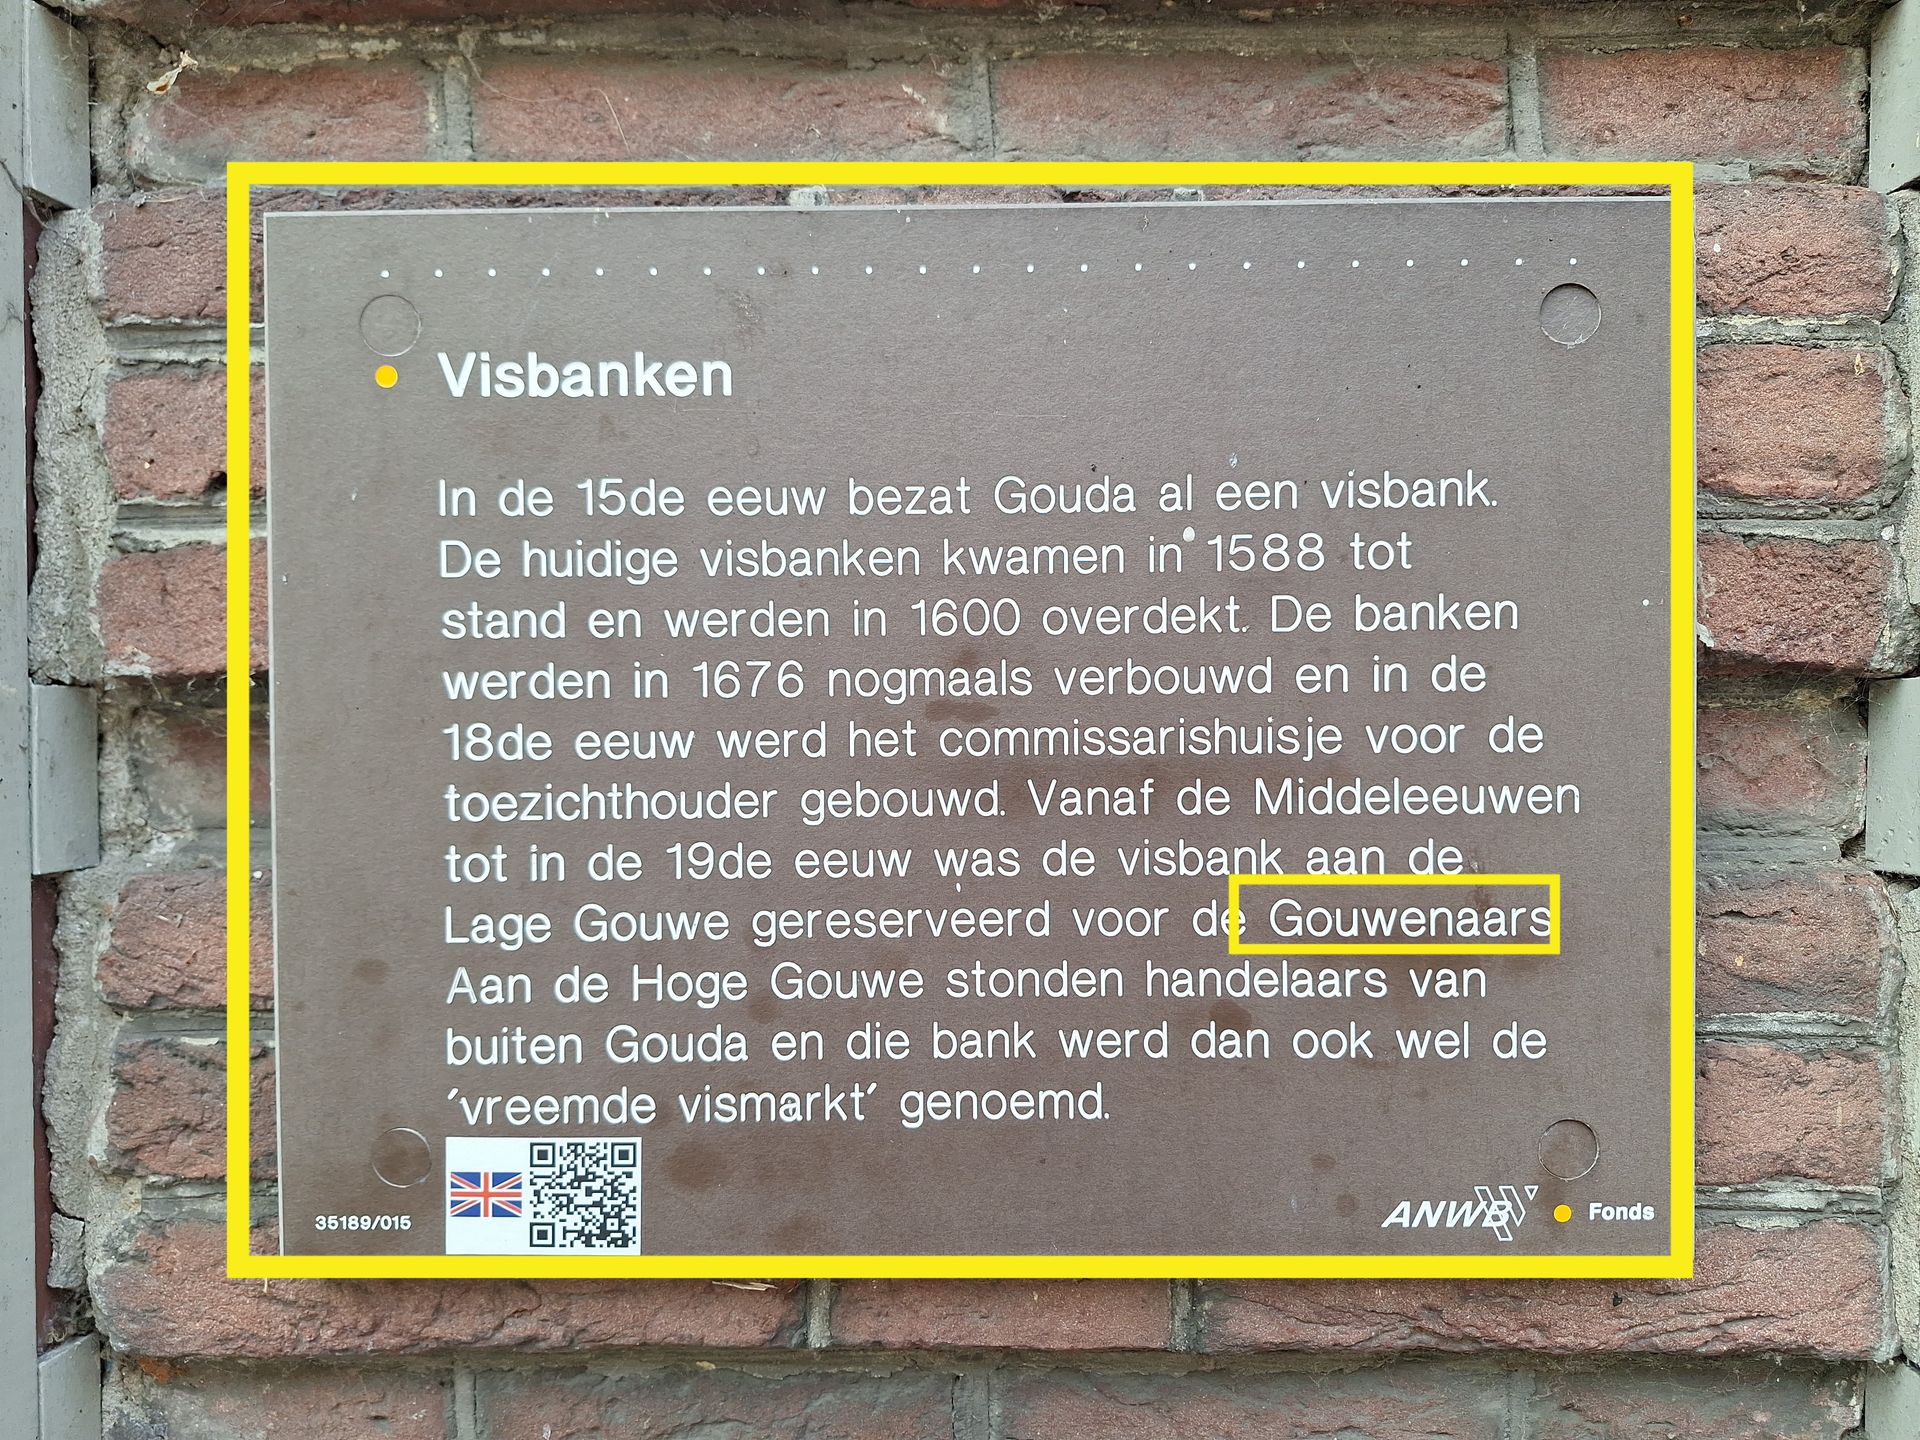 Visbanken
In de 15de eeuw bezat Gouda al een visbank.
De huidige visbanken kwamen in 1588 tot
stand en werden in 1600 overdekt. De banken
werden in 1676 nogmaals verbouwd en in de
18de eeuw werd het commissarishuisje voor de
toezichthouder gebouwd. Vanaf de Middeleeuwen
tot in de 19de eeuw was de visbank aan de
Lage Gouwe gereserveerd voor de Gouwenaars
Aan de Hoge Gouwe stonden handelaars van
buiten Gouda en die bank werd dan ook wel de
'vreemde vismarkt' genoemd.
35189/015
ANWB Fonds